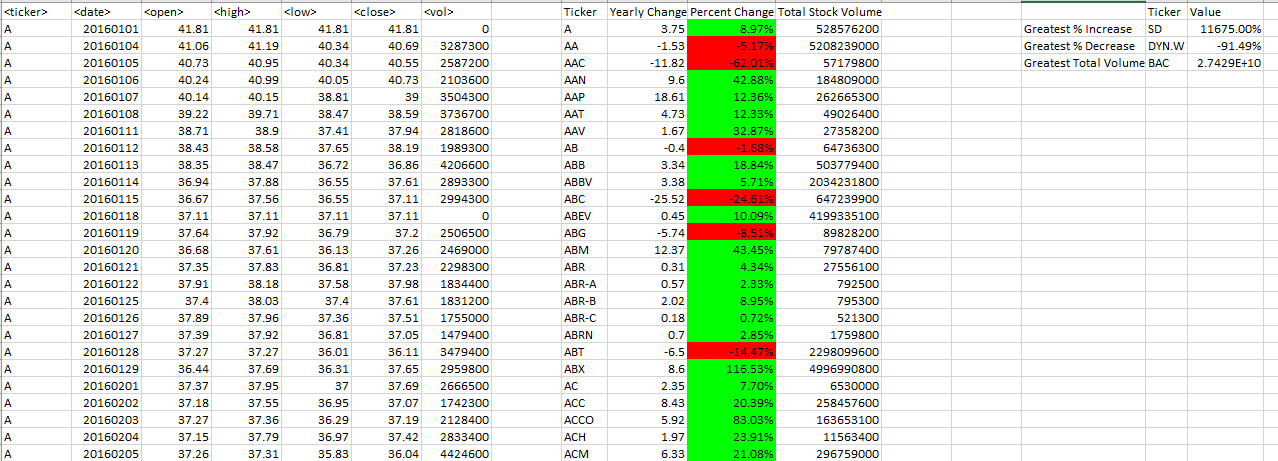 <ticker> <date> <open> <high> <low> <close> <vol> Ticker Yearly Change Percent Change Total Stock Volume Ticker Value
A 20160101 41.81 41.81 41.81 41.81 0 A 3.75 8.97% 528576200 Greatest % Increase SD 11675.00%
A 20160104 41.06 41.19 40.34 40.69 3287300 AA -1.53 -5.17% 5208239000 Greatest % Decrease DYN.W -91.49%
A 20160105 40.73 40.95 40.34 40.55 2587200 AAC -11.82 -62.01% 57179800 Greatest Total Volume BAC 2.7429E+10
A 20160106 40.24 40.99 40.05 40.73 2103600 AAN 9.6 42.88% 184809000
A 20160107 40.14 40.15 38.81 39 3504300 AAP 18.61 12.36% 262665300
A 20160108 39.22 39.71 38.47 38.59 3736700 AAT 4.73 12.33% 49026400
A 20160111 38.71 38.9 37.41 37.94 2818600 AAV 1.67 32.87% 27358200
A 20160112 38.43 38.58 37.65 38.19 1989300 AB -0.4 -1.68% 64736300
A 20160113 38.35 38.47 36.72 36.86 4206600 ABB 3.34 18.84% 503779400
A 20160114 36.94 37.88 36.55 37.61 2893300 ABBV 3.38 5.71% 2034231800
A 20160115 36.67 37.56 36.55 37.11 2994300 ABC -25.52 -24.61% 647239900
A 20160118 37.11 37.11 37.11 37.11 0 ABEV 0.45 10.09% 4199335100
A 20160119 37.64 37.92 36.79 37.2 2506500 ABG -5.74 -8.51% 89828200
A 20160120 36.68 37.61 36.13 37.26 2469000 ABM 12.37 43.45% 79787400
A 20160121 37.35 37.83 36.81 37.23 2298300 ABR 0.31 4.34% 27556100
A 20160122 37.91 38.18 37.58 37.98 1834400 ABR-A 0.57 2.33% 792500
A 20160125 37.4 38.03 37.4 37.61 1831200 ABR-B 2.02 8.95% 795300
A 20160126 37.89 37.96 37.36 37.51 1755000 ABR-C 0.18 0.72% 521300
A 20160127 37.39 37.92 36.81 37.05 1479400 ABRN 0.7 2.85% 1759800
A 20160128 37.27 37.27 36.01 36.11 3479400 ABT -6.5 -14.47% 2298099600
A 20160129 36.44 37.69 36.31 37.65 2959800 ABX 8.6 116.53% 4996990800
A 20160201 37.37 37.95 37 37.69 2666500 AC 2.35 7.70% 6530000
A 20160202 37.18 37.55 36.95 37.07 1742300 ACC 8.43 20.39% 258457600
A 20160203 37.27 37.36 36.29 37.19 2128400 ACCO 5.92 83.03% 163653100
A 20160204 37.15 37.79 36.97 37.42 2833400 ACH 1.97 23.91% 11563400
A 20160205 37.26 37.31 35.83 36.04 4424600 ACM 6.33 21.08% 296759000